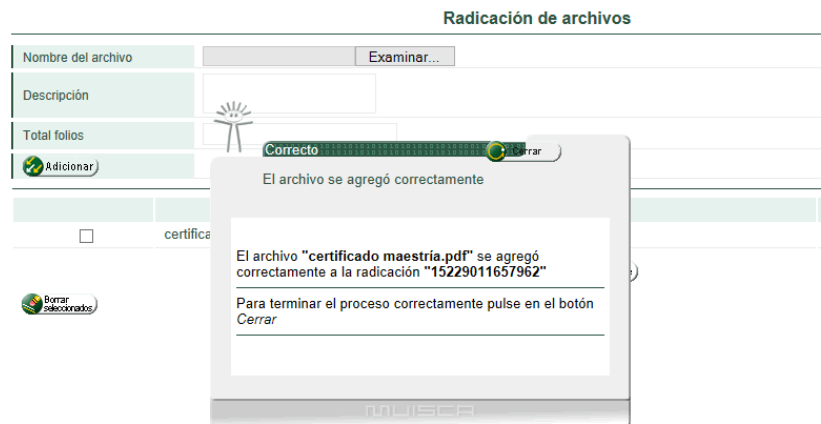 Radicación de archivos
Nombre del archivo
Examinar...
Descripción
Total folios
Adicionar
Correcto
Cerrar
El archivo se agregó correctamente
certifica
El archivo "certificado maestría.pdf" se agregó
correctamente a la radicación "15229011657962"
Para terminar el proceso correctamente pulse en el botón
Cerrar
Borrar
seleccionados
MUISCA